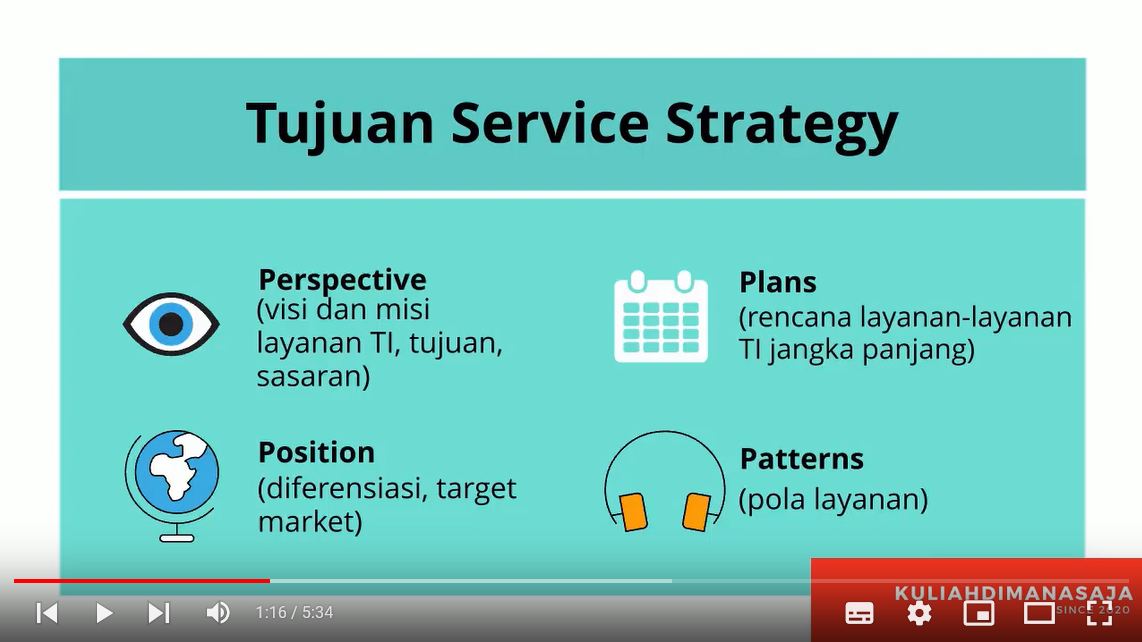 Tujuan Service Strategy
Perspective
(visi dan misi
layanan TI, tujuan,
sasaran)
Plans
(rencana layanan-layanan
TI jangka panjang)
Position
(diferensiasi, target
market)
Patterns
(pola layanan)
1:16 / 5:34
KULIAHDIMANASAJA
SINCE 2020